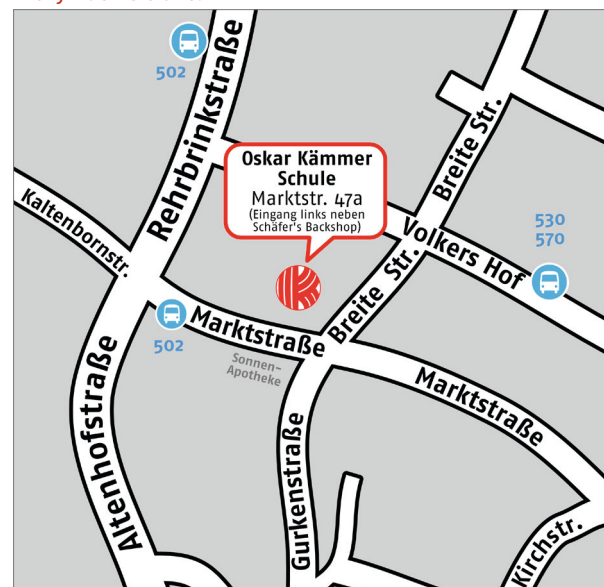 502
Rehrbrinkstraße
Breite Str.
Oskar Kämmer
Schule
Marktstr. 47a
(Eingang links neben
Schäfer's Backshop)
Kaltenbornstr.
530
570
Volkers Hof
Breite Str.
Marktstraße
502
Sonnen-
Apotheke
Marktstraße
Altenhofstraße
Gurkenstraße
Kirchstr.